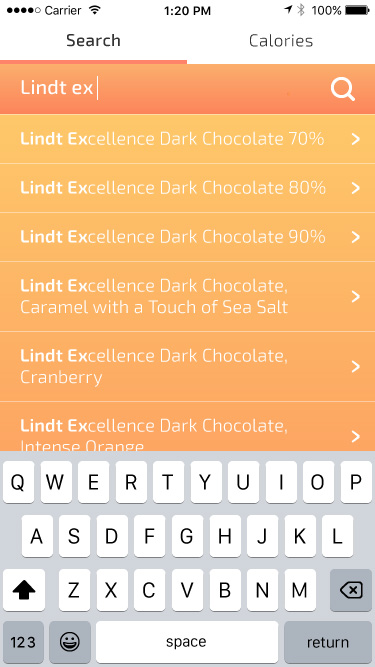 Carrier 1:20 PM 100%
Search Calories
Lindt ex
Lindt Excellence Dark Chocolate 70%
Lindt Excellence Dark Chocolate 80%
Lindt Excellence Dark Chocolate 90%
Lindt Excellence Dark Chocolate,
Caramel with a Touch of Sea Salt
Lindt Excellence Dark Chocolate,
Cranberry
Lindt Excellence Dark Chocolate,
Intense Orange
Q W E R T Y U I O P
A S D F G H J K L
Z X C V B N M
123 space return